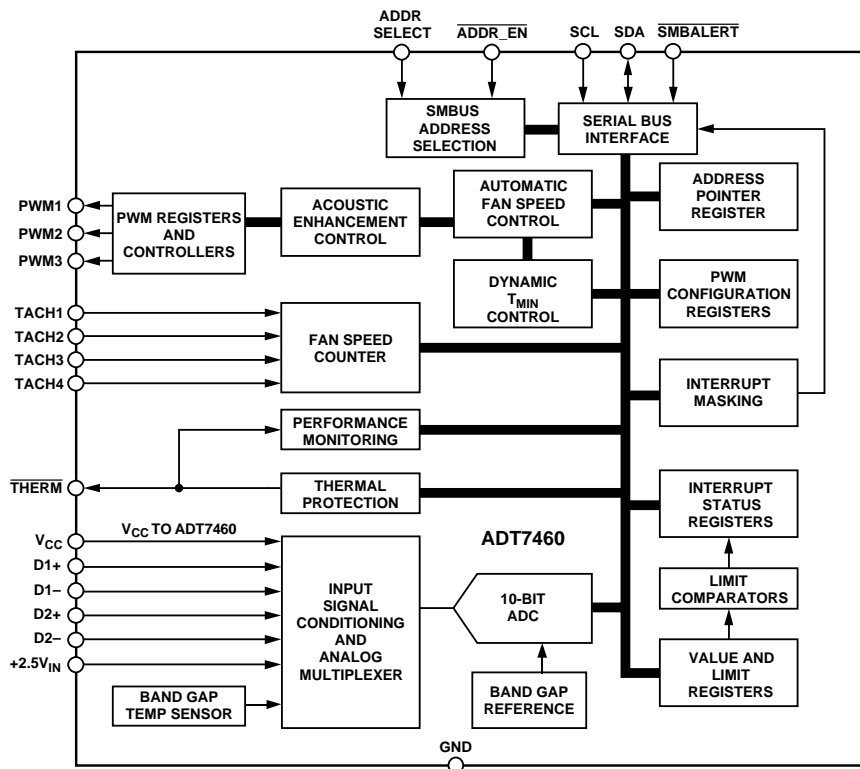 ADDR
SELECT
ADDR_EN
SCL
SDA
SMBALERT
SMBUS
ADDRESS
SELECTION
SERIAL BUS
INTERFACE
ADDRESS
POINTER
REGISTER
PWM1
PWM2
PWM3
PWM REGISTERS
AND
CONTROLLERS
ACOUSTIC
ENHANCEMENT
CONTROL
AUTOMATIC
FAN SPEED
CONTROL
DYNAMIC
TMIN
CONTROL
PWM
CONFIGURATION
REGISTERS
TACH1
TACH2
TACH3
TACH4
FAN SPEED
COUNTER
INTERRUPT
MASKING
PERFORMANCE
MONITORING
THERM
THERMAL
PROTECTION
INTERRUPT
STATUS
REGISTERS
VCC
VCC TO ADT7460
D1+
D1–
D2+
D2–
+2.5VIN
INPUT
SIGNAL
CONDITIONING
AND
ANALOG
MULTIPLEXER
ADT7460
10-BIT
ADC
LIMIT
COMPARATORS
VALUE AND
LIMIT
REGISTERS
BAND GAP
TEMP SENSOR
BAND GAP
REFERENCE
GND